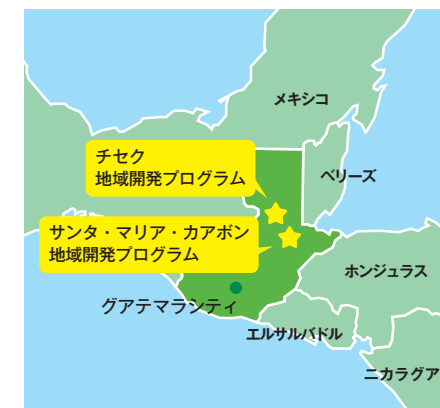 メキシコ
チセク
地域開発プログラム
ベリーズ
サンタ・マリア・カアボン
地域開発プログラム
ホンジュラス
グアテマラシティ
エルサルバドル
ニカラグア